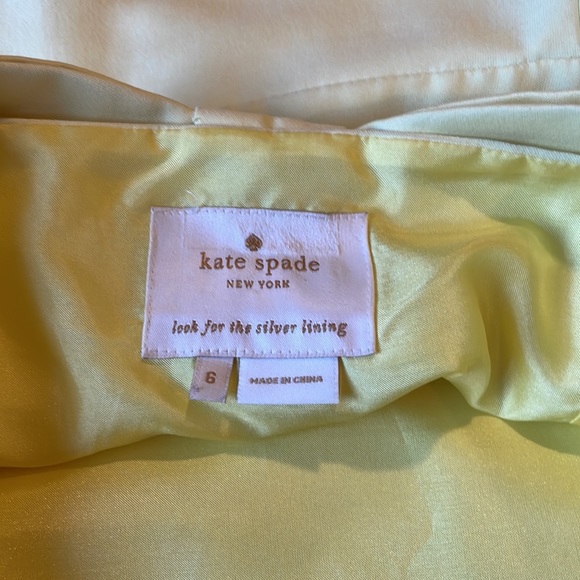 kate spade
NEW YORK
look for the silver lining
6
MADE IN CHINA